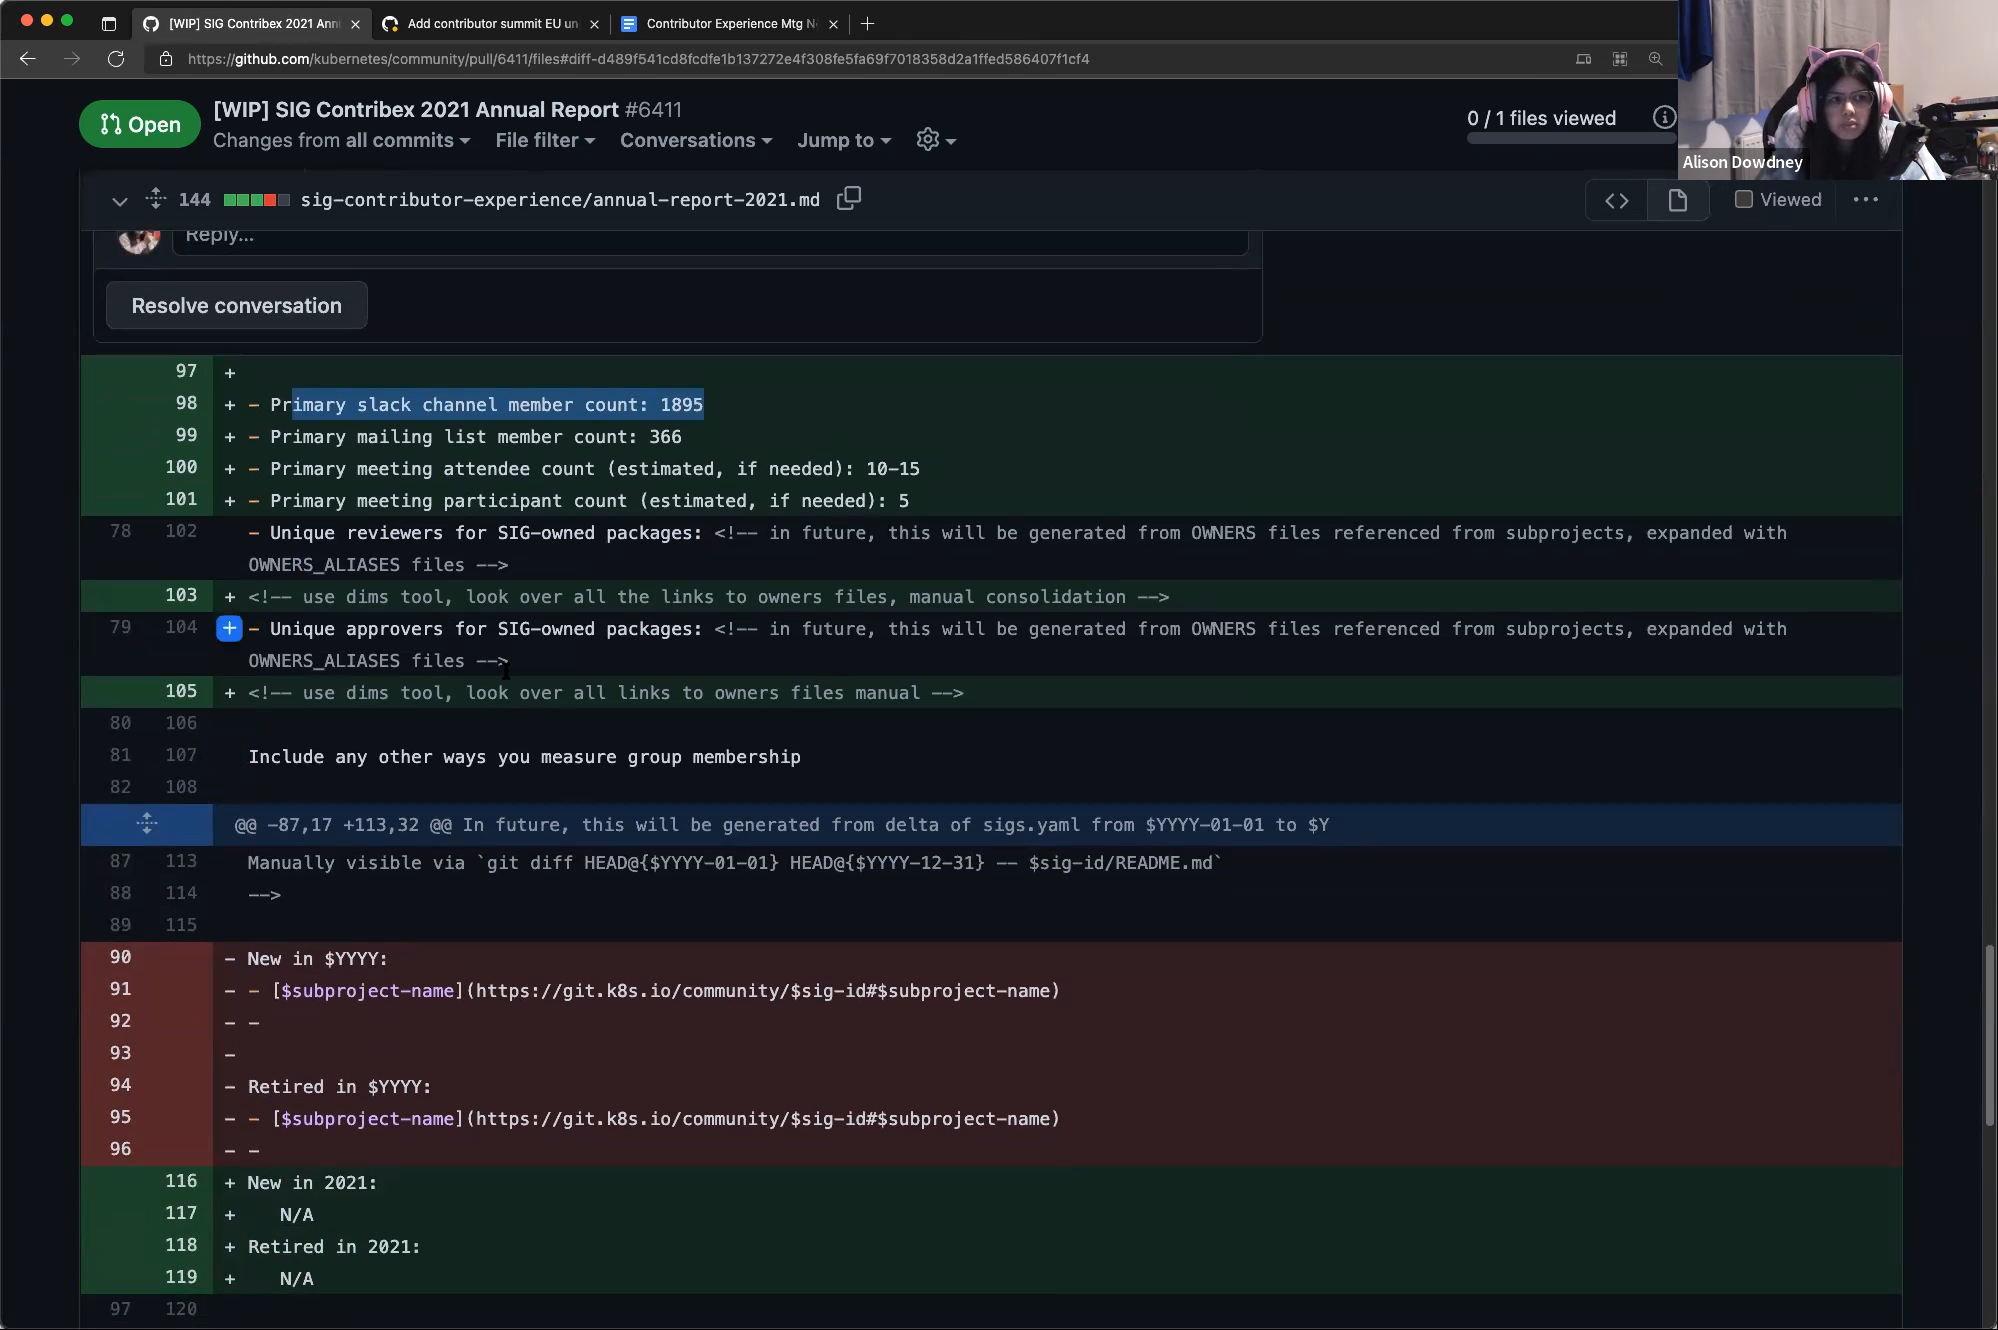 [WIP] SIG Contribex 2021 Ann
Add contributor summit EU un
Contributor Experience Mtg N
https://github.com/kubernetes/community/pull/6411/files#diff-d489f541cd8fcdfe1b137272e4f308fe5fa69f7018358d2a1ffed586407f1cf4
Open
[WIP] SIG Contribex 2021 Annual Report #6411
Changes from all commits File filter Conversations Jump to
0 / 1 files viewed
Alison Dowdney
144 sig-contributor-experience/annual-report-2021.md
Viewed
Reply...
Resolve conversation
97 +
98 + - Primary slack channel member count: 1895
99 + - Primary mailing list member count: 366
100 + - Primary meeting attendee count (estimated, if needed): 10-15
101 + - Primary meeting participant count (estimated, if needed): 5
78 102 - Unique reviewers for SIG-owned packages: <!-- in future, this will be generated from OWNERS files referenced from subprojects, expanded with
OWNERS_ALIASES files -->
103 + <!-- use dims tool, look over all the links to owners files, manual consolidation -->
79 104 + - Unique approvers for SIG-owned packages: <!-- in future, this will be generated from OWNERS files referenced from subprojects, expanded with
OWNERS_ALIASES files -->
105 + <!-- use dims tool, look over all links to owners files manual -->
80 106
81 107 Include any other ways you measure group membership
82 108
@@ -87,17 +113,32 @@ In future, this will be generated from delta of sigs.yaml from $YYYY-01-01 to $Y
87 113 Manually visible via `git diff HEAD@{$YYYY-01-01} HEAD@{$YYYY-12-31} -- $sig-id/README.md`
88 114 -->
89 115
90 - New in $YYYY:
91 - - [$subproject-name](https://git.k8s.io/community/$sig-id#$subproject-name)
92 - -
93 -
94 - Retired in $YYYY:
95 - - [$subproject-name](https://git.k8s.io/community/$sig-id#$subproject-name)
96 - -
116 + New in 2021:
117 + N/A
118 + Retired in 2021:
119 + N/A
97 120